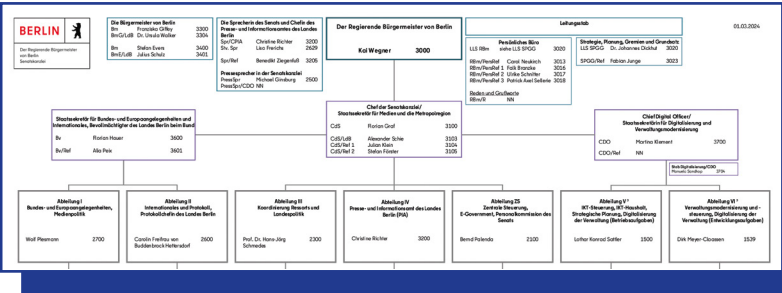 BERLIN
Der Regierende Bürgermeister
von Berlin
Senatskanzlei
Die Bürgermeister von Berlin
Bm Franziska Giffey 3300
BmG/LdB Dr. Ursula Walker 3304
Bm Stefan Evers 3400
BmE/LdB Julius Schulz 3401
Die Sprecherin des Senats und Chefin des
Presse- und Informationsamtes des Landes
Berlin
Spr/CPIA Christine Richter 3200
Stv. Spr Lisa Frerichs 2629
Spr/Ref Benedikt Ziegenfuß 3205
Pressesprecher in der Senatskanzlei
PresSpr Michael Ginsburg 2500
PressSpr/CDO NN
Der Regierende Bürgermeister von Berlin
Kai Wegner 3000
Leitungsstab
Persönliches Büro
LLS RBm siehe LLS SPGG 3020
RBm/PersRef Carol Neukirch 3013
RBm/PersRef 1 Falk Brancke 3016
RBm/PersRef 2 Ulrike Schnitter 3017
RBm/PersRef 3 Patrick Axel Sellerie 3018
Reden und Grußworte
RBm/R NN
Strategie, Planung, Gremien und Grundsatz
LLS SPGG Dr. Johannes Dickhut 3020
SPGG/Ref Fabian Junge 3023
01.03.2024
Staatssekretär für Bundes- und Europaangelegenheiten und
Internationales, Bevollmächtigter des Landes Berlin beim Bund
Bv Florian Hauer 3600
Bv/Ref Alla Peix 3601
Chef der Senatskanzlei/
Staatssekretär für Medien und die Metropolregion
CdS Florian Graf 3100
CdS/LdB Alexander Schie 3103
CdS/Ref 1 Julian Klein 3104
CdS/Ref 2 Stefan Förster 3105
Chief Digital Officer/
Staatssekretärin für Digitalisierung und
Verwaltungsmodernisierung
CDO Martina Klement 3700
CDO/Ref NN
Stab Digitalisierung/CDO
Manuela Sandhop 3704
Abteilung I
Bundes- und Europaangelegenheiten,
Medienpolitik
Wolf Plesmann 2700
Abteilung II
Internationales und Protokoll,
Protokollchefin des Landes Berlin
Carolin Freifrau von
Buddenbrock Hettersdorf 2600
Abteilung III
Koordinierung Ressorts und
Landespolitik
Prof. Dr. Hans-Jörg
Schmedes 2300
Abteilung IV
Presse- und Informationsamt des Landes
Berlin (PIA)
Christine Richter 3200
Abteilung ZS
Zentrale Steuerung,
E-Government, Personalkommission des
Senats
Bernd Palenda 2100
Abteilung V
IKT-Steuerung, IKT-Haushalt,
Strategische Planung, Digitalisierung
der Verwaltung (Betriebsaufgaben)
Lothar Konrad Sattler 1500
Abteilung VI
Verwaltungsmodernisierung und -
steuerung, Digitalisierung der
Verwaltung (Entwicklungsaufgaben)
Dirk Meyer-Claassen 1539